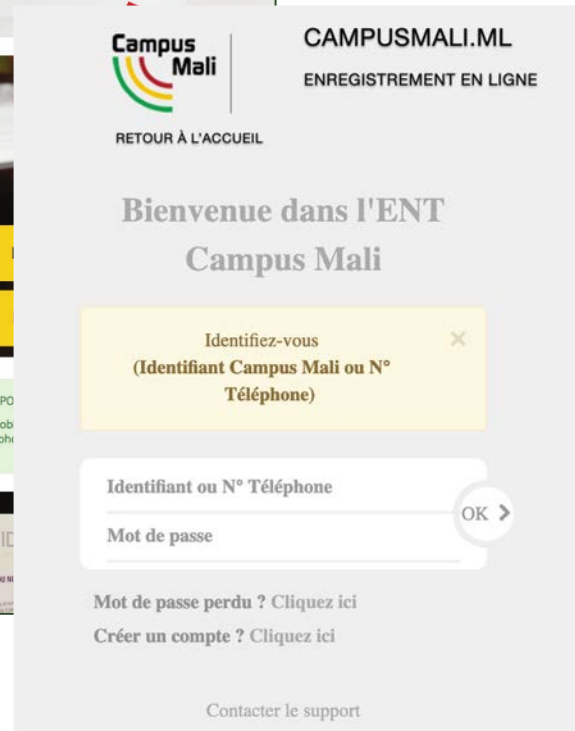 Campus
Mali
CAMPUSMALI.ML
ENREGISTREMENT EN LIGNE
RETOUR À L'ACCUEIL
Bienvenue dans l'ENT
Campus Mali
Identifiez-vous
(Identifiant Campus Mali ou N°
Téléphone)
×
Identifiant ou N° Téléphone
Mot de passe
OK >
Mot de passe perdu ? Cliquez ici
Créer un compte ? Cliquez ici
Contacter le support